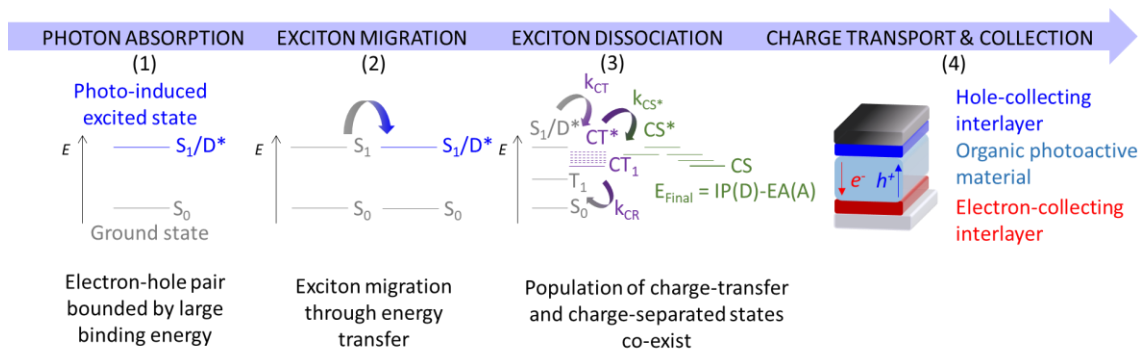 PHOTON ABSORPTION
(1)
Photo-induced
excited state
E
S1/D*
S0
Ground state
Electron-hole pair
bounded by large
binding energy
EXCITON MIGRATION
(2)
E
S1
S1/D*
S0
S0
Exciton migration
through energy
transfer
EXCITON DISSOCIATION
(3)
kCT
kCS*
S1/D*
CT*
CS*
E
CT1
CS
T1
EFinal = IP(D)-EA(A)
S0
kCR
Population of charge-transfer
and charge-separated states
co-exist
CHARGE TRANSPORT & COLLECTION
(4)
Hole-collecting
interlayer
Organic photoactive
material
e- h+
Electron-collecting
interlayer